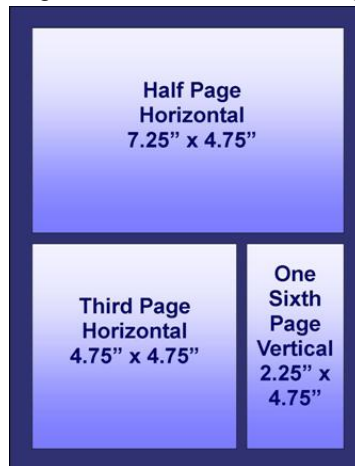 Half Page
Horizontal
7.25” x 4.75”
Third Page
Horizontal
4.75” x 4.75”
One
Sixth
Page
Vertical
2.25” x
4.75”